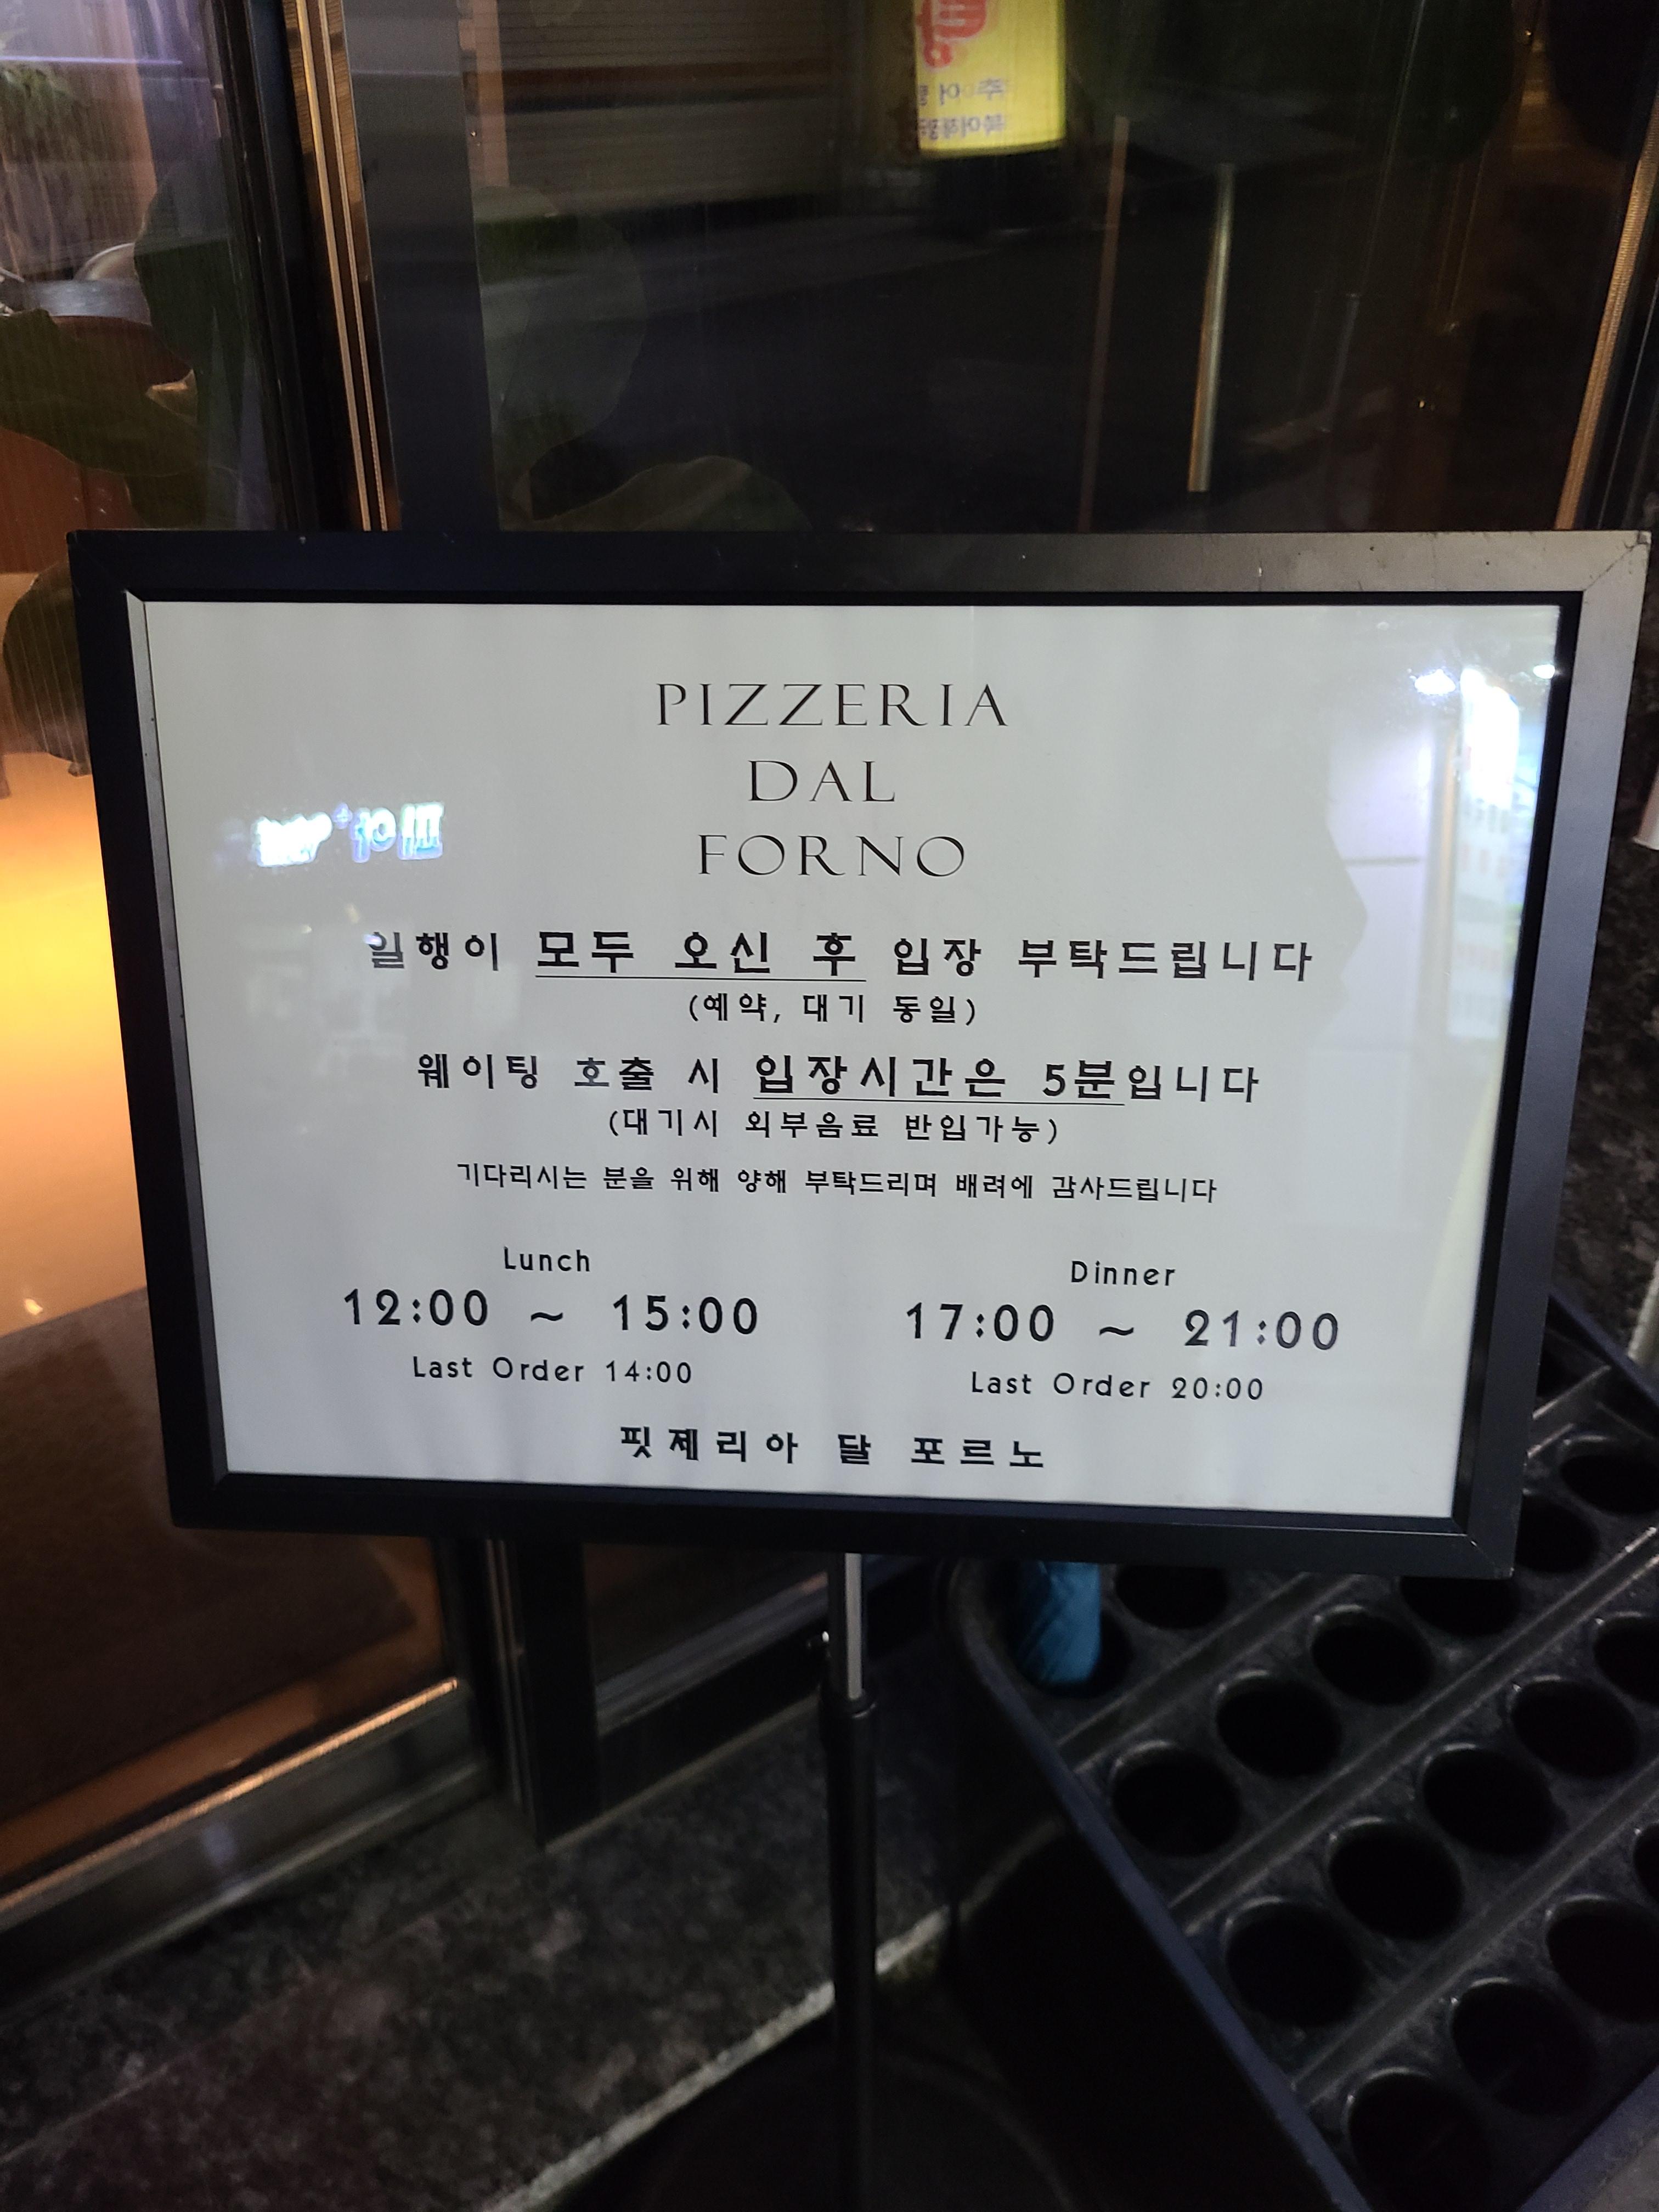 PIZZERIA
DAL
FORNO
일행이 모두 오신 후 입장 부탁드립니다
(예약, 대기 동일)
웨이팅 호출 시 입장시간은 5분입니다
(대기시 외부음료 반입가능)
기다리시는 분을 위해 양해 부탁드리며 배려에 감사드립니다
Lunch
12:00 ~ 15:00
Last Order 14:00
Dinner
17:00 ~ 21:00
Last Order 20:00
핏제리아 달 포르노